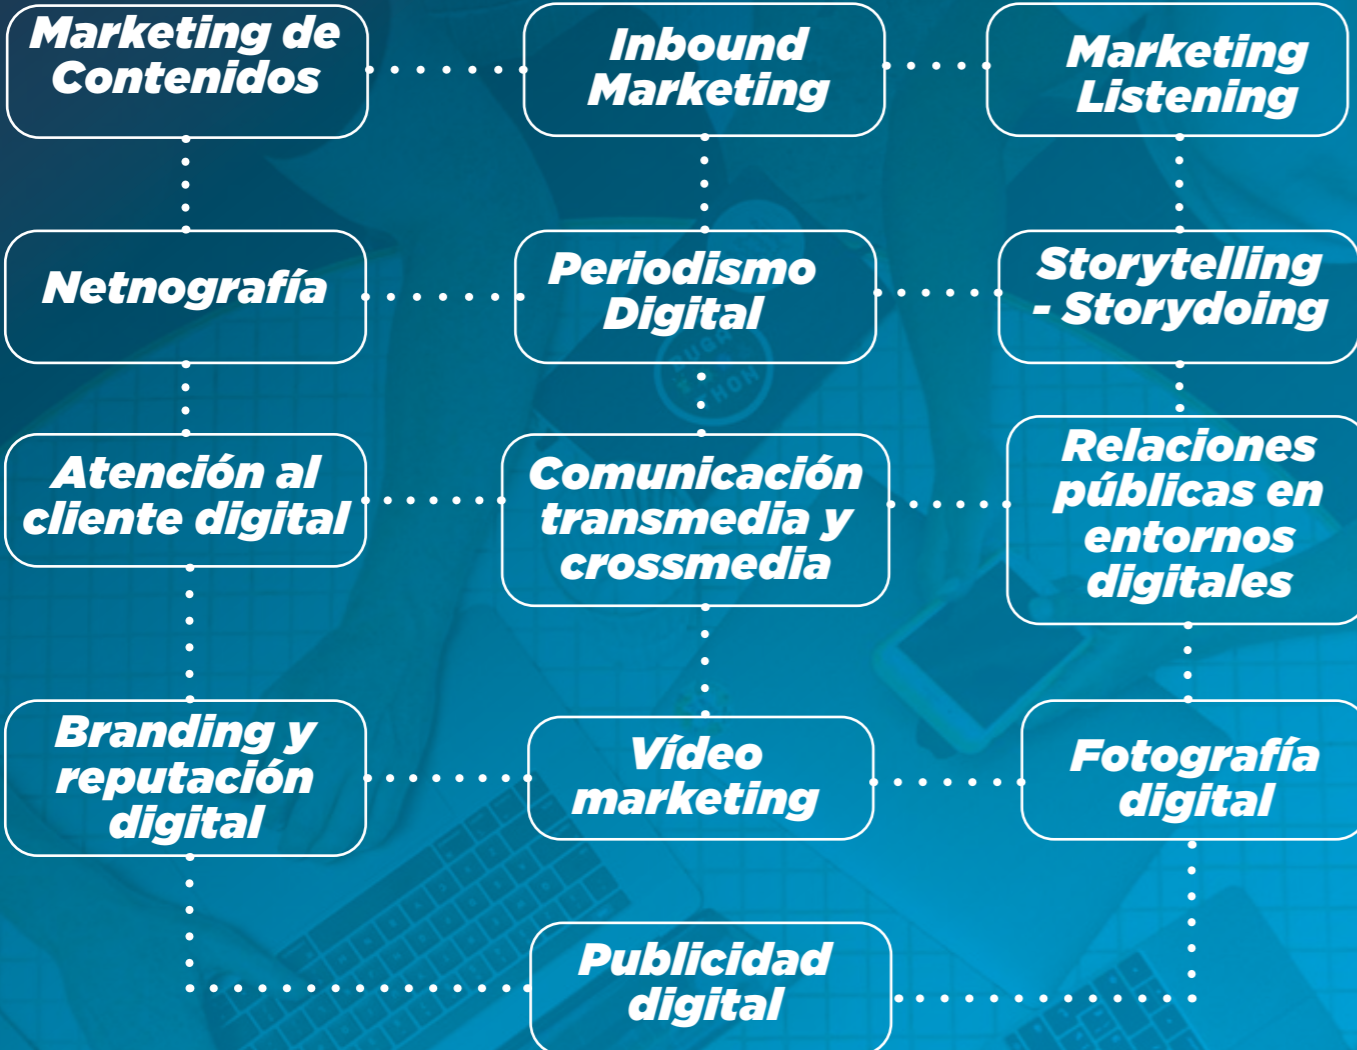 Marketing de
Contenidos
Inbound
Marketing
Marketing
Listening
Netnografía
Periodismo
Digital
Storytelling
- Storydoing
Atención al
cliente digital
Comunicación
transmedia y
crossmedia
Relaciones
públicas en
entornos
digitales
Branding y
reputación
digital
Vídeo
marketing
Fotografía
digital
Publicidad
digital